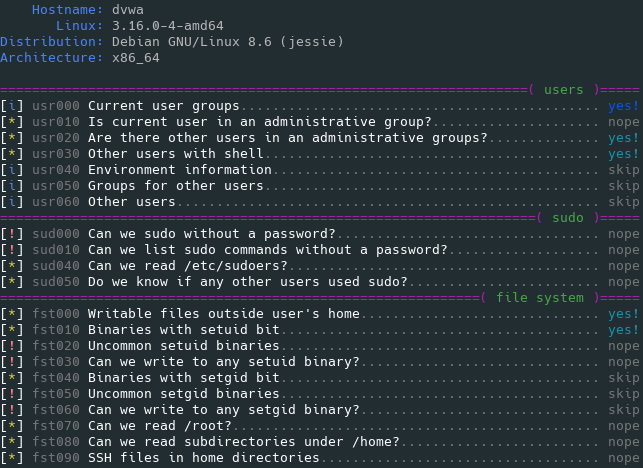 Hostname: dvwa
Linux: 3.16.0-4-amd64
Distribution: Debian GNU/Linux 8.6 (jessie)
Architecture: x86_64
==================================================================( users )=====
[i] usr000 Current user groups............................................. yes!
[*] usr010 Is current user in an administrative group?..................... nope
[*] usr020 Are there other users in an administrative groups?.............. yes!
[*] usr030 Other users with shell.......................................... yes!
[i] usr040 Environment information......................................... skip
[i] usr050 Groups for other users.......................................... skip
[i] usr060 Other users..................................................... skip
===================================================================( sudo )=====
[!] sud000 Can we sudo without a password?................................. nope
[!] sud010 Can we list sudo commands without a password?................... nope
[*] sud040 Can we read /etc/sudoers?....................................... nope
[*] sud050 Do we know if any other users used sudo?........................ nope
============================================================( file system )=====
[*] fst000 Writable files outside user's home.............................. yes!
[*] fst010 Binaries with setuid bit........................................ yes!
[!] fst020 Uncommon setuid binaries........................................ nope
[!] fst030 Can we write to any setuid binary?.............................. nope
[*] fst040 Binaries with setgid bit........................................ skip
[!] fst050 Uncommon setgid binaries........................................ skip
[!] fst060 Can we write to any setgid binary?.............................. skip
[*] fst070 Can we read /root?.............................................. nope
[*] fst080 Can we read subdirectories under /home?......................... nope
[*] fst090 SSH files in home directories................................... nope